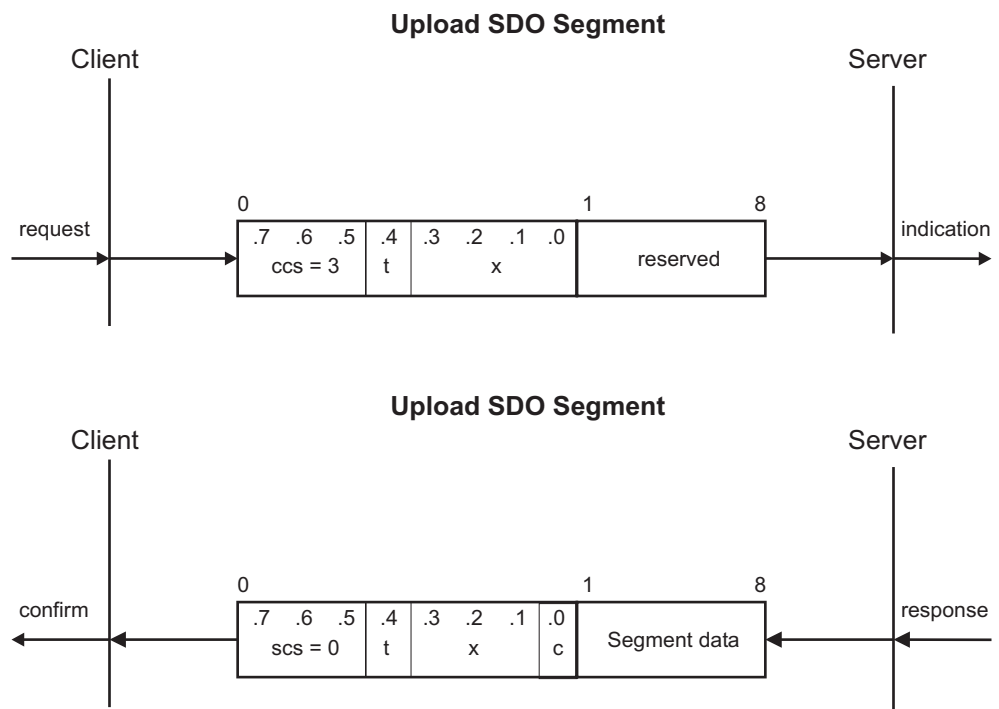 Upload SDO Segment
Client Server
0 1 8
request .7 .6 .5 .4 .3 .2 .1 .0 indication
ccs = 3 t x reserved
Upload SDO Segment
Client Server
0 1 8
confirm .7 .6 .5 .4 .3 .2 .1 .0 response
scs = 0 t x c Segment data